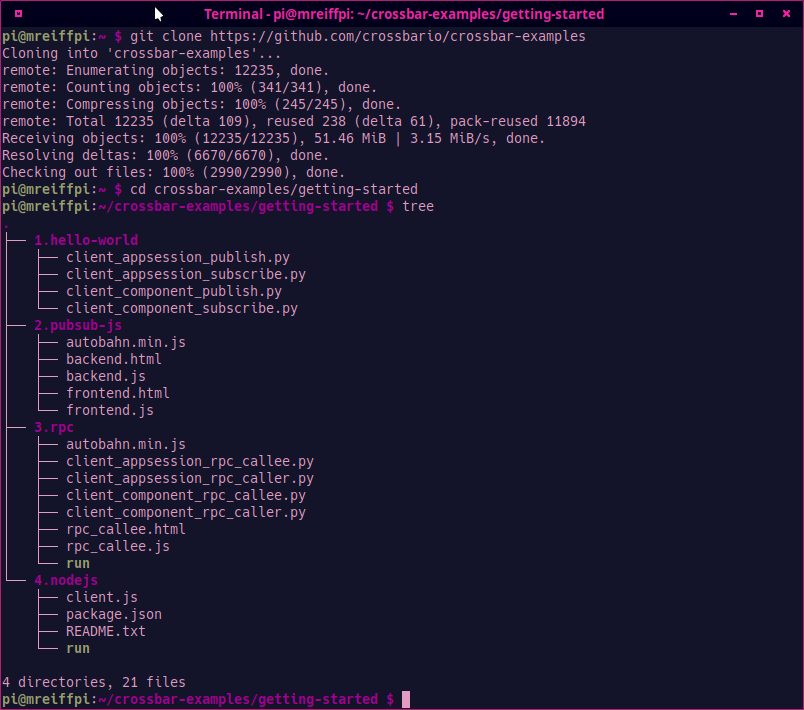 Terminal - pi@mreiffpi: ~/crossbar-examples/getting-started
pi@mreiffpi:~ $ git clone https://github.com/crossbario/crossbar-examples
Cloning into 'crossbar-examples'...
remote: Enumerating objects: 12235, done.
remote: Counting objects: 100% (341/341), done.
remote: Compressing objects: 100% (245/245), done.
remote: Total 12235 (delta 109), reused 238 (delta 61), pack-reused 11894
Receiving objects: 100% (12235/12235), 51.46 MiB | 3.15 MiB/s, done.
Resolving deltas: 100% (6670/6670), done.
Checking out files: 100% (2990/2990), done.
pi@mreiffpi:~ $ cd crossbar-examples/getting-started
pi@mreiffpi:~/crossbar-examples/getting-started $ tree
.
├── 1.hello-world
│   ├── client_appsession_publish.py
│   ├── client_appsession_subscribe.py
│   ├── client_component_publish.py
│   └── client_component_subscribe.py
├── 2.pubsub-js
│   ├── autobahn.min.js
│   ├── backend.html
│   ├── backend.js
│   ├── frontend.html
│   └── frontend.js
├── 3.rpc
│   ├── autobahn.min.js
│   ├── client_appsession_rpc_callee.py
│   ├── client_appsession_rpc_caller.py
│   ├── client_component_rpc_callee.py
│   ├── client_component_rpc_caller.py
│   ├── rpc_callee.html
│   ├── rpc_callee.js
│   └── run
└── 4.nodejs
    ├── client.js
    ├── package.json
    ├── README.txt
    └── run
4 directories, 21 files
pi@mreiffpi:~/crossbar-examples/getting-started $